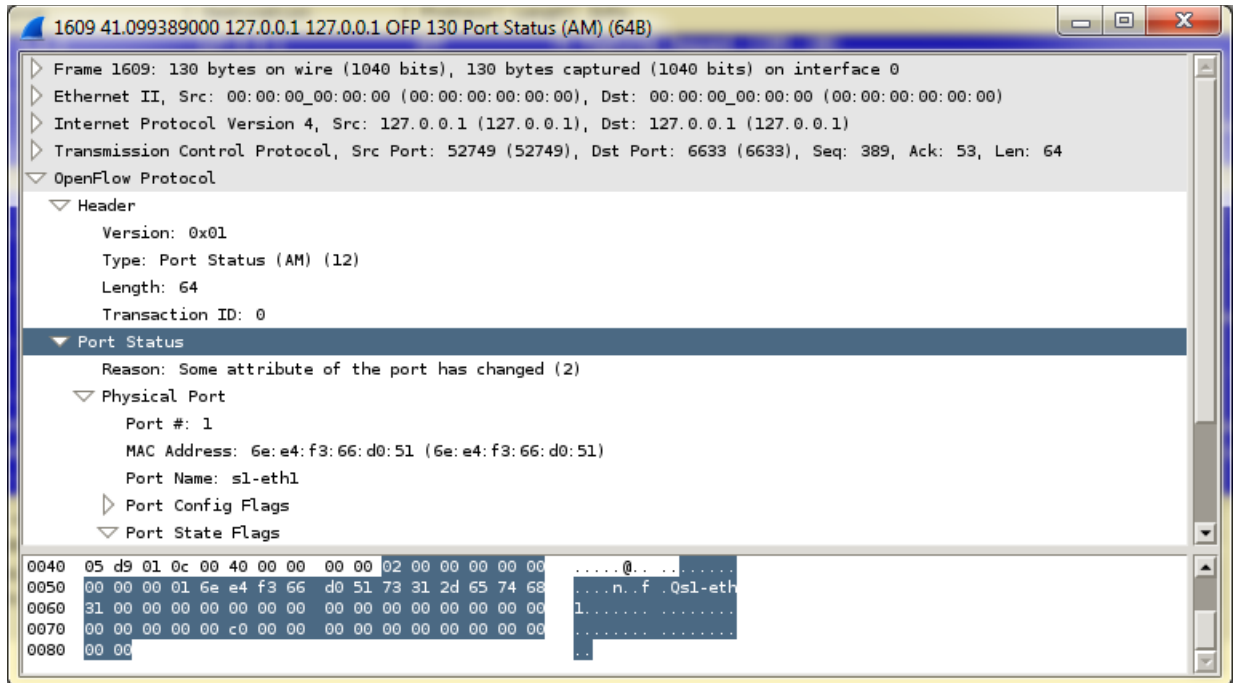 1609 41.099389000 127.0.0.1 127.0.0.1 OFP 130 Port Status (AM) (64B)
Frame 1609: 130 bytes on wire (1040 bits), 130 bytes captured (1040 bits) on interface 0
Ethernet II, Src: 00:00:00_00:00:00 (00:00:00:00:00:00), Dst: 00:00:00_00:00:00 (00:00:00:00:00:00)
Internet Protocol Version 4, Src: 127.0.0.1 (127.0.0.1), Dst: 127.0.0.1 (127.0.0.1)
Transmission Control Protocol, Src Port: 52749 (52749), Dst Port: 6633 (6633), Seq: 389, Ack: 53, Len: 64
OpenFlow Protocol
Header
Version: 0x01
Type: Port Status (AM) (12)
Length: 64
Transaction ID: 0
Port Status
Reason: Some attribute of the port has changed (2)
Physical Port
Port #: 1
MAC Address: 6e:e4:f3:66:d0:51 (6e:e4:f3:66:d0:51)
Port Name: s1-eth1
Port Config Flags
Port State Flags
0040 05 d9 01 0c 00 40 00 00 00 00 02 00 00 00 00 00 .....@.. ........
0050 00 00 00 01 6e e4 f3 66 d0 51 73 31 2d 65 74 68 ....n..f .Qs1-eth
0060 31 00 00 00 00 00 00 00 00 00 00 00 00 00 00 00 1....... ........
0070 00 00 00 00 00 c0 00 00 00 00 00 00 00 00 00 00 ........ ........
0080 00 00 ..